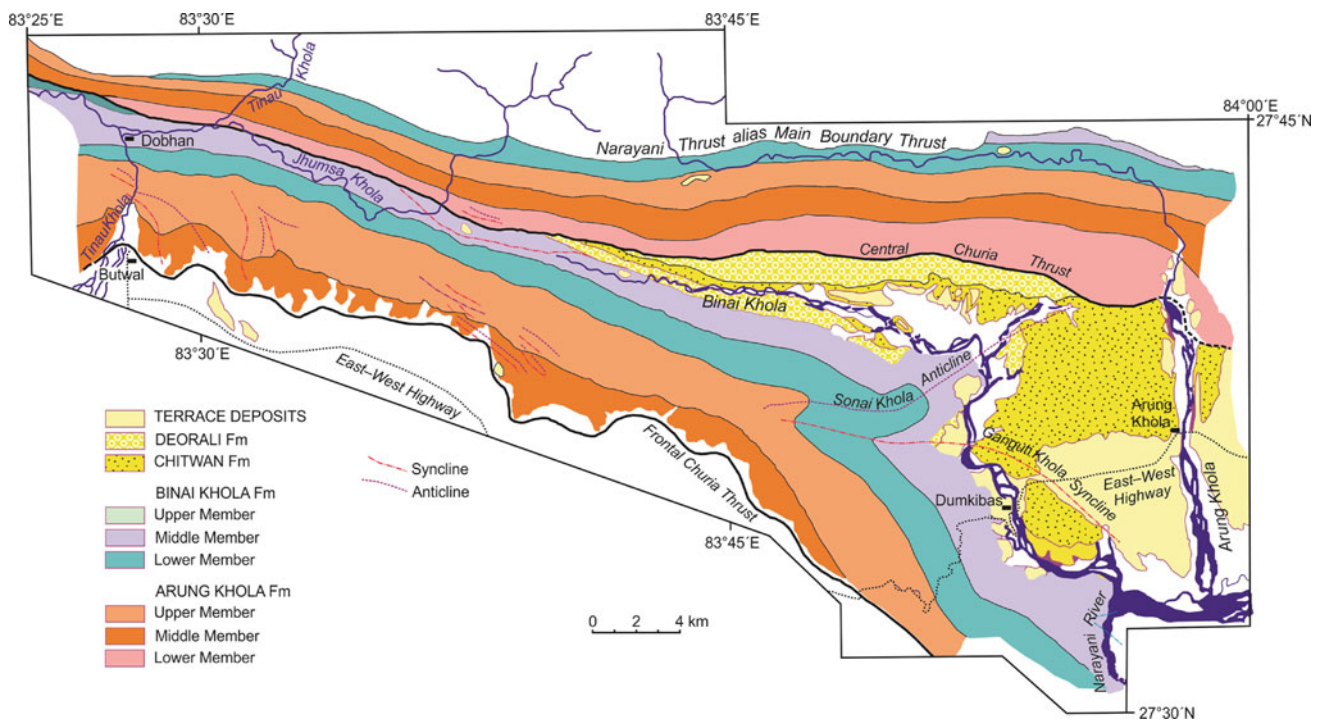 83°25´E
83°30´E
83°45´E
84°00´E
27°45´N
Tinau Khola
Narayani Thrust alias Main Boundary Thrust
Dobhan
Jhumsa Khola
Tinau Khola
Central Churia Thrust
Butwal
Binai Khola
83°30´E
East–West Highway
Sonai Khola Anticline
Arung
Khola
TERRACE DEPOSITS
DEORALI Fm
CHITWAN Fm
Syncline
Anticline
Frontal Churia Thrust
Ganguti Khola Syncline
East–West
Highway
Dumkibas
Arung Khola
BINAI KHOLA Fm
Upper Member
Middle Member
Lower Member
83°45´E
ARUNG KHOLA Fm
Upper Member
Middle Member
Lower Member
0 2 4 km
Narayani River
27°30´N